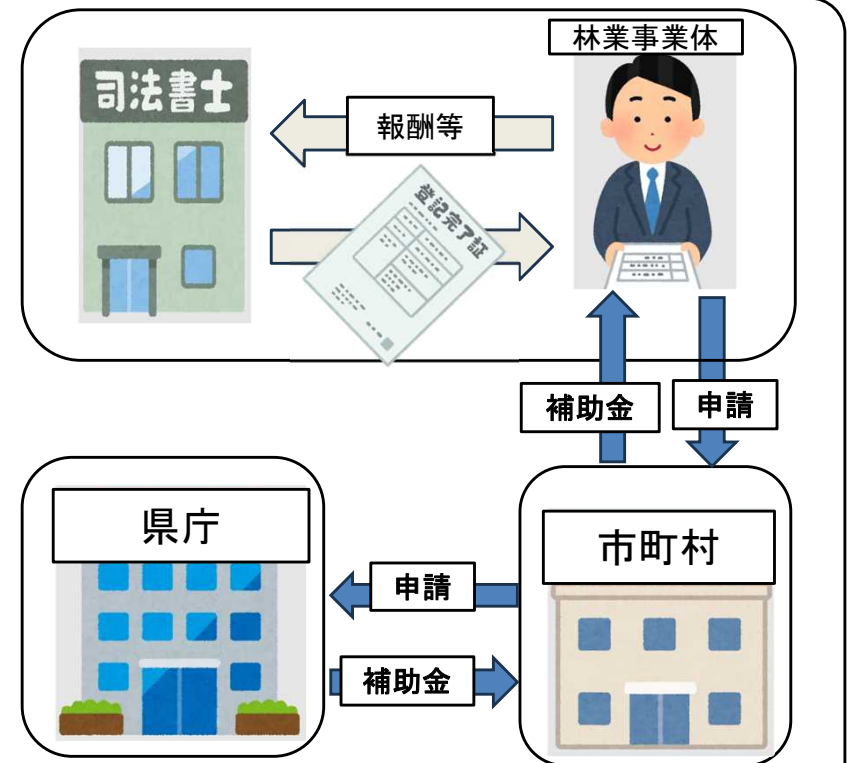 林業事業体
司法書士
報酬等
登記完了証
補助金
申請
県庁
市町村
申請
補助金